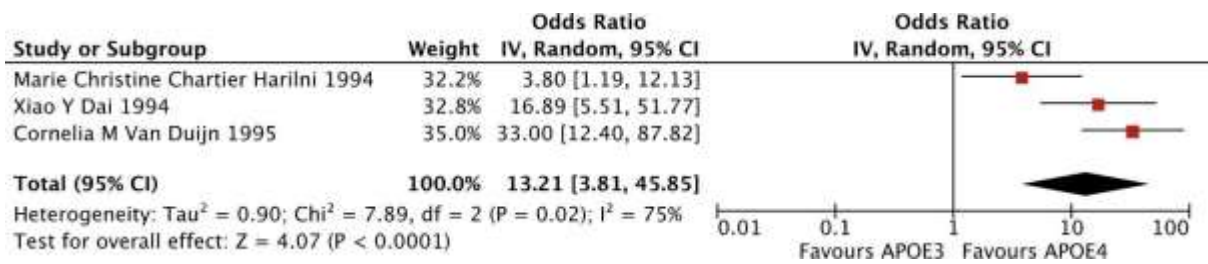 Odds Ratio Odds Ratio
Study or Subgroup Weight IV, Random, 95% CI IV, Random, 95% CI
Marie Christine Chartier Harilni 1994 32.2% 3.80 [1.19, 12.13]
Xiao Y Dai 1994 32.8% 16.89 [5.51, 51.77]
Cornelia M Van Duijn 1995 35.0% 33.00 [12.40, 87.82]
Total (95% CI) 100.0% 13.21 [3.81, 45.85]
Heterogeneity: Tau² = 0.90; Chi² = 7.89, df = 2 (P = 0.02); I² = 75%
Test for overall effect: Z = 4.07 (P < 0.0001)
0.01 0.1 1 10 100
Favours APOE3 Favours APOE4